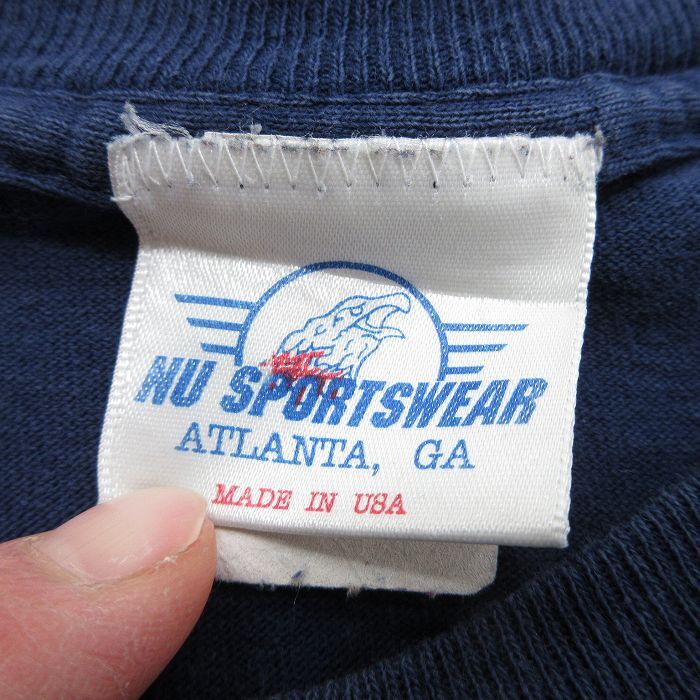 NU SPORTSWEAR
ATLANTA, GA
MADE IN USA